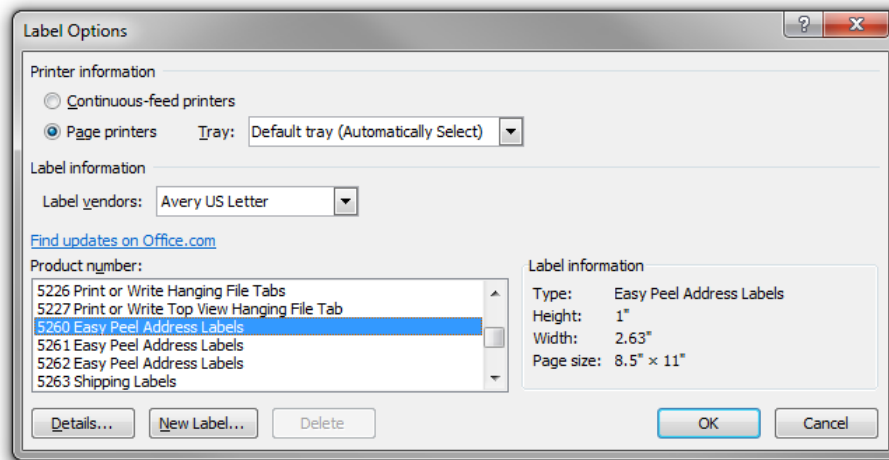 Label Options
Printer information
Continuous-feed printers
Page printers Tray: Default tray (Automatically Select)
Label information
Label vendors: Avery US Letter
Find updates on Office.com
Product number:
5226 Print or Write Hanging File Tabs
5227 Print or Write Top View Hanging File Tab
5260 Easy Peel Address Labels
5261 Easy Peel Address Labels
5262 Easy Peel Address Labels
5263 Shipping Labels
Label information
Type: Easy Peel Address Labels
Height: 1"
Width: 2.63"
Page size: 8.5" × 11"
Details... New Label... Delete OK Cancel